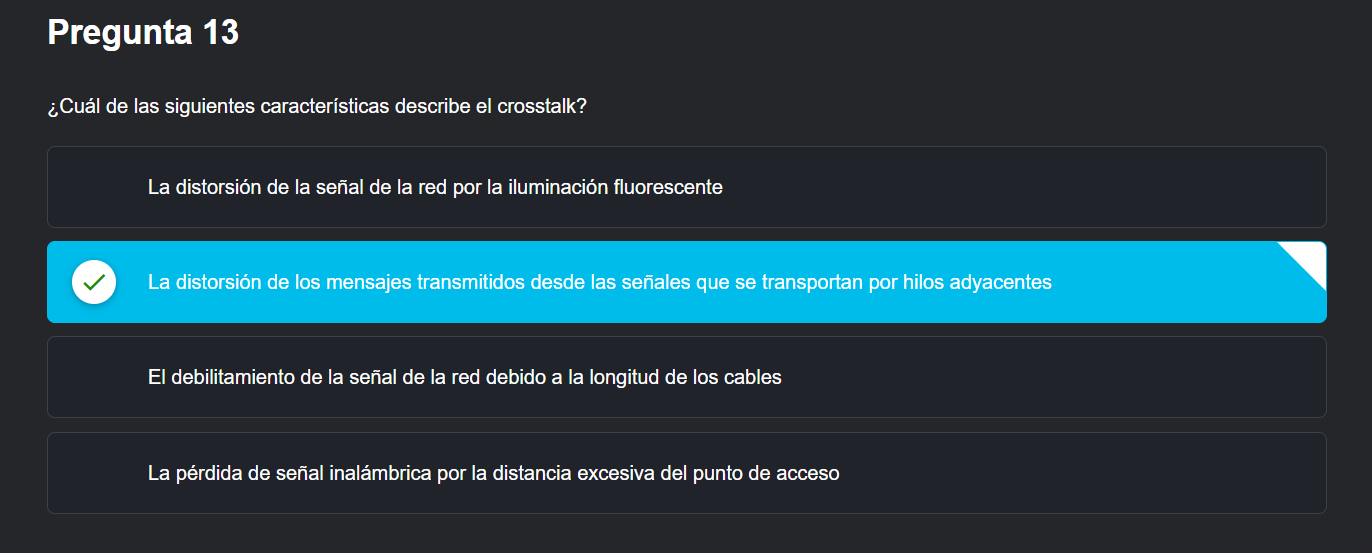 Pregunta 13
¿Cuál de las siguientes características describe el crosstalk?
La distorsión de la señal de la red por la iluminación fluorescente
La distorsión de los mensajes transmitidos desde las señales que se transportan por hilos adyacentes
El debilitamiento de la señal de la red debido a la longitud de los cables
La pérdida de señal inalámbrica por la distancia excesiva del punto de acceso